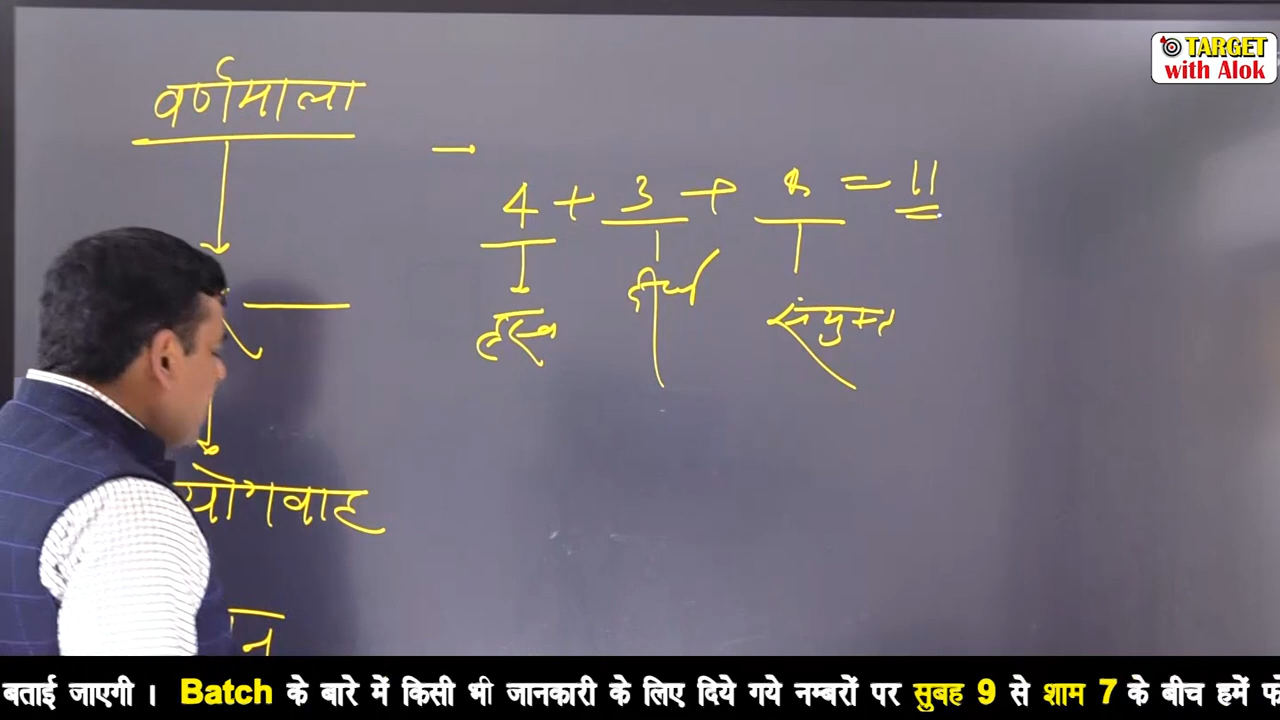 TARGET
with Alok
वर्णमाला
→
4 + 3 + 8 = 11
ह्रस्व दीर्घ संयुक्त
योगवाह
न
बताई जाएगी । Batch के बारे में किसी भी जानकारी के लिए दिये गये नम्बरों पर सुबह 9 से शाम 7 के बीच हमें फो